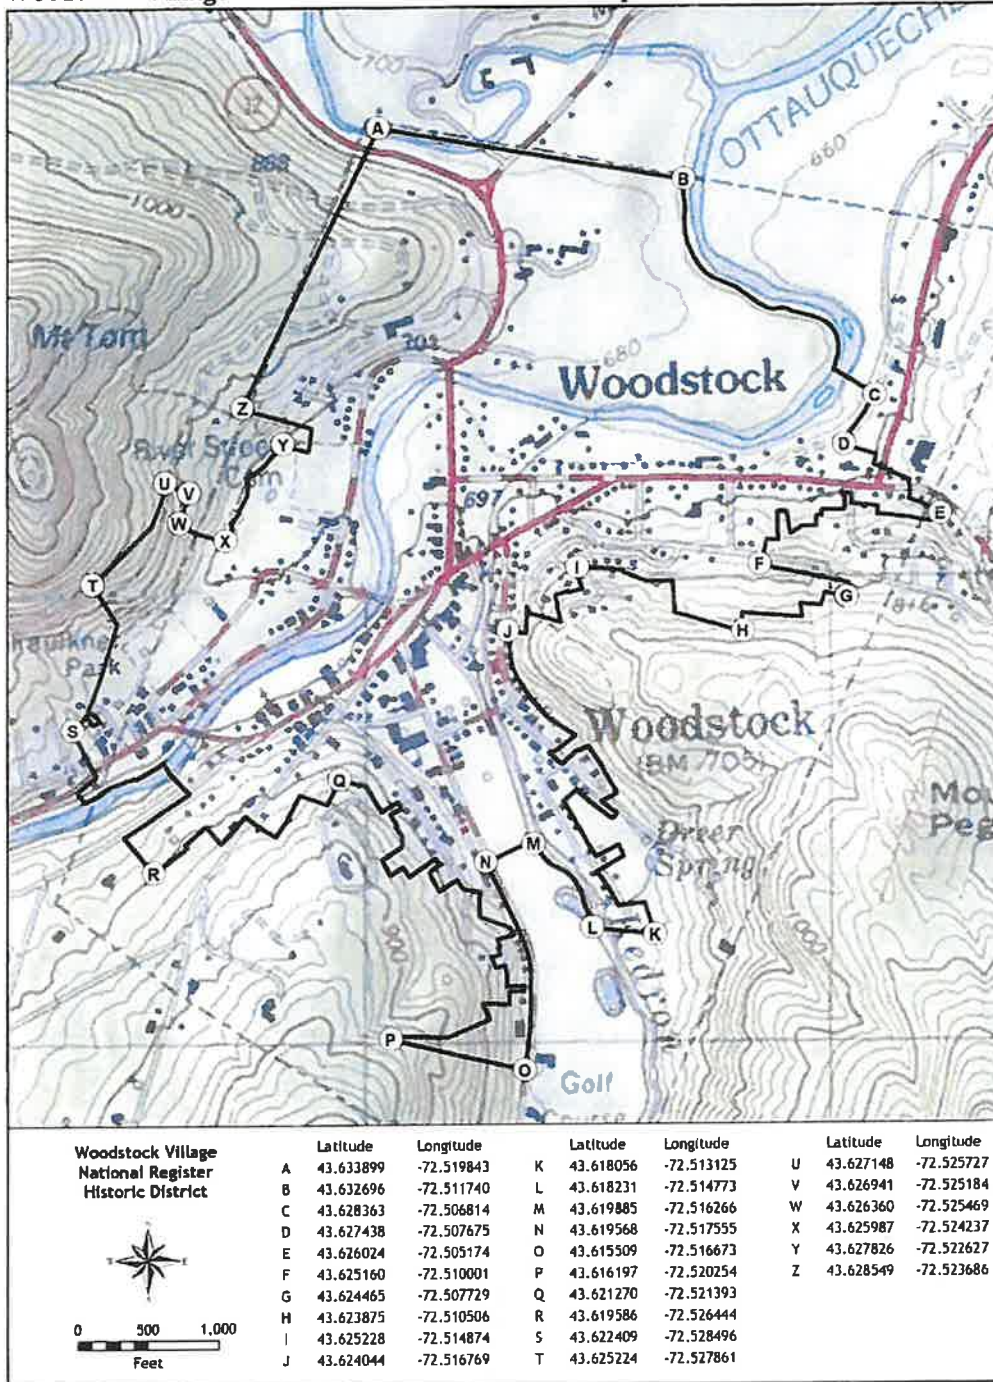 700
12
A
OTTAUQUECHE
868
B
660
1000
Mt Tom
702
680
Woodstock
C
Z
Y
D
River Street
Cem
U
V
697
W
X
E
F
I
T
G
H
J
Park
Woodstock
S
(BM 705)
Q
Mou
Peg
Dreer
Spring
M
N
R
900
L
K
900
P
O
Golf
Course
Woodstock Village
National Register
Historic District
E
0 500 1,000
Feet
Latitude Longitude Latitude Longitude Latitude Longitude
A 43.633899 -72.519843 K 43.618056 -72.513125 U 43.627148 -72.525727
B 43.632696 -72.511740 L 43.618231 -72.514773 V 43.626941 -72.525184
C 43.628363 -72.506814 M 43.619885 -72.516266 W 43.626360 -72.525469
D 43.627438 -72.507675 N 43.619568 -72.517555 X 43.625987 -72.524237
E 43.626024 -72.505174 O 43.615509 -72.516673 Y 43.627826 -72.522627
F 43.625160 -72.510001 P 43.616197 -72.520254 Z 43.628549 -72.523686
G 43.624465 -72.507729 Q 43.621270 -72.521393
H 43.623875 -72.510506 R 43.619586 -72.526444
I 43.625228 -72.514874 S 43.622409 -72.528496
J 43.624044 -72.516769 T 43.625224 -72.527861